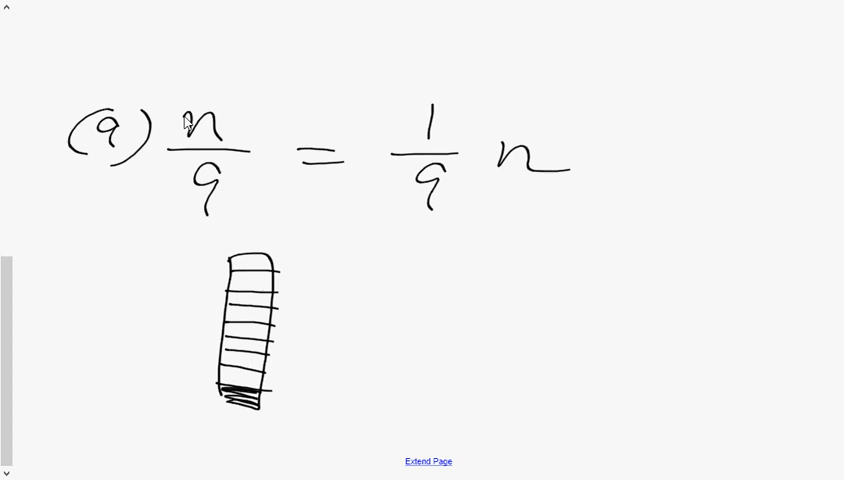 (9) n/9 = 1/9 n
Extend Page